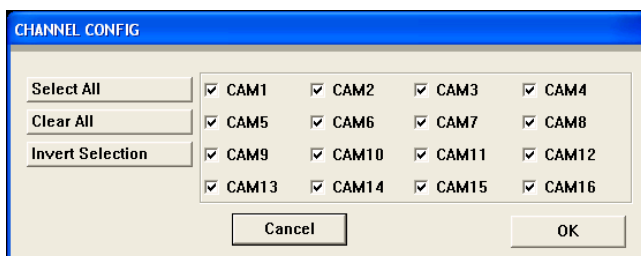 CHANNEL CONFIG
Select All
CAM1 CAM2 CAM3 CAM4
Clear All
CAM5 CAM6 CAM7 CAM8
Invert Selection
CAM9 CAM10 CAM11 CAM12
CAM13 CAM14 CAM15 CAM16
Cancel
OK